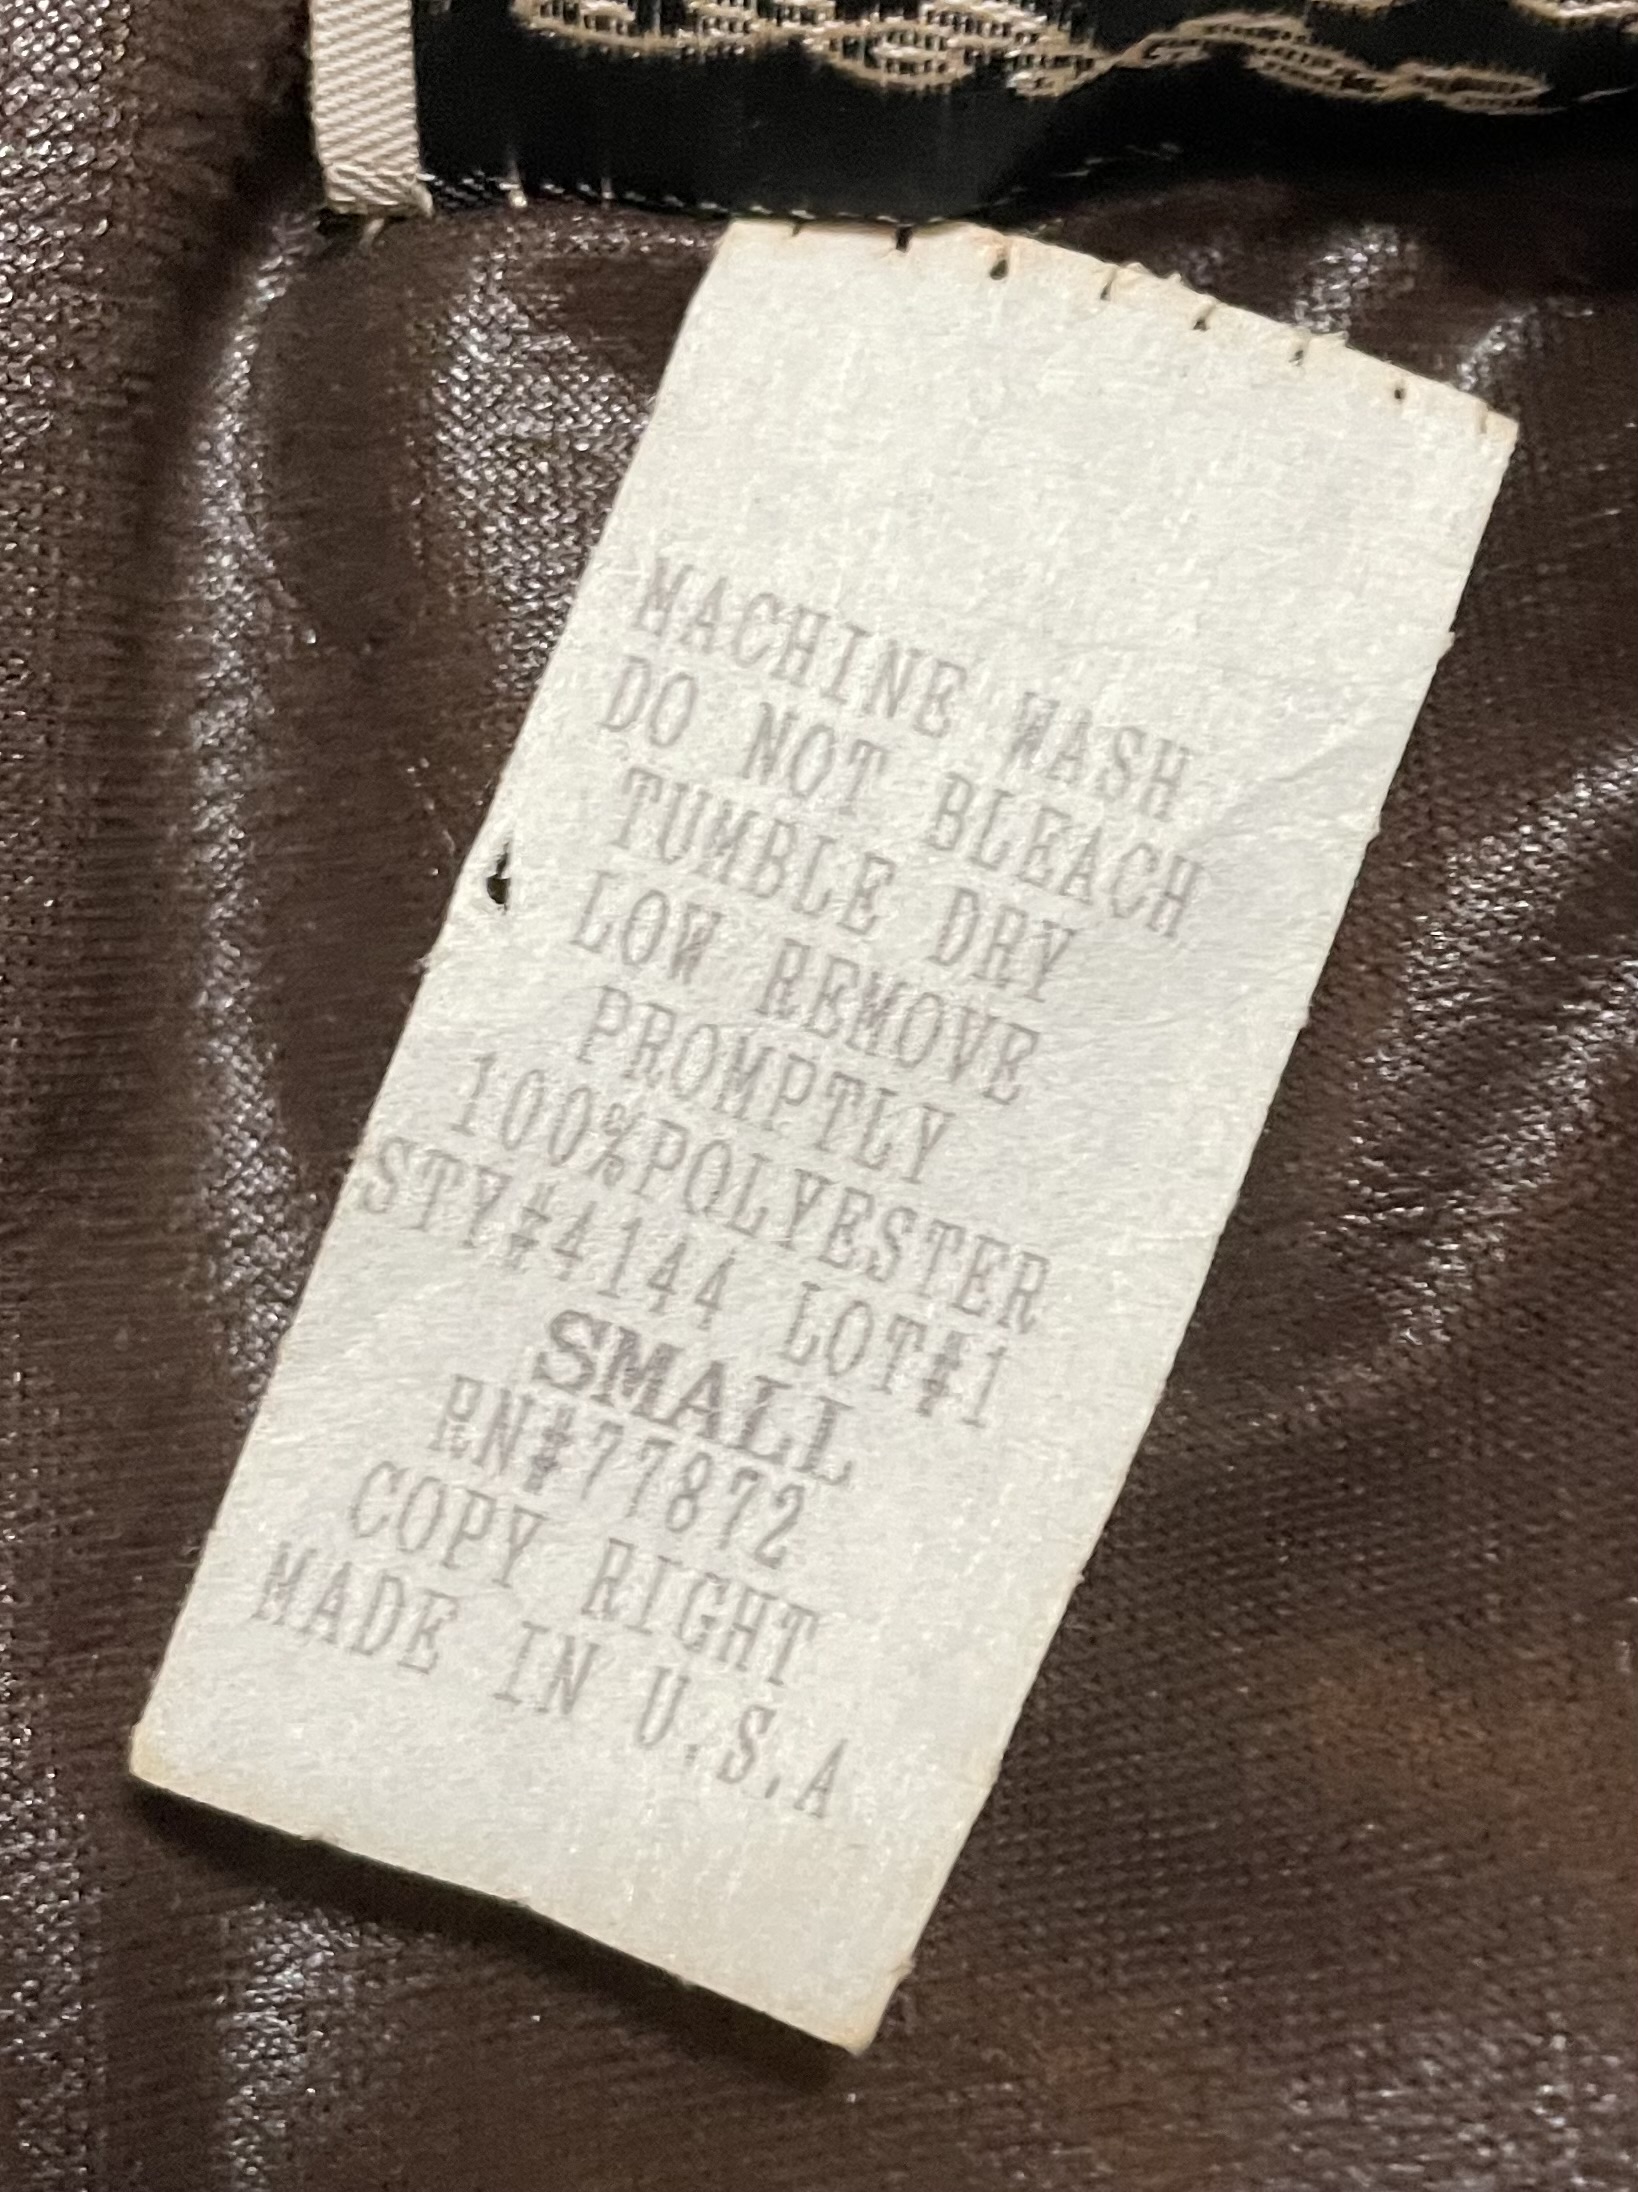 MACHINE WASH
DO NOT BLEACH
TUMBLE DRY
LOW REMOVE
PROMPTLY
100%POLYESTER
STY#4144 LOT#1
SMALL
RN#77872
COPY RIGHT
MADE IN U.S.A